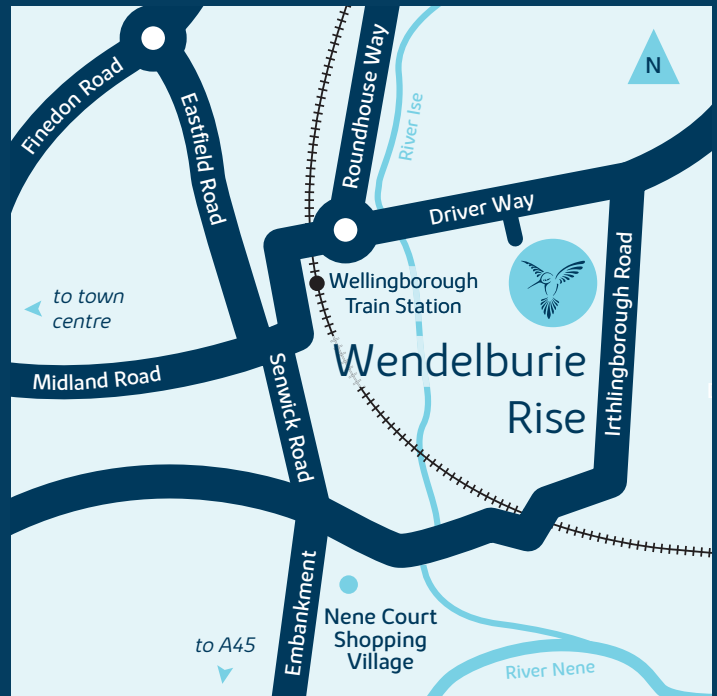 Finedon Road
Eastfield Road
Roundhouse Way
River Ise
N
Driver Way
Irthlingborough Road
Wellingborough
Train Station
to town
centre
Wendelburie
Rise
Midland Road
Senwick Road
Embankment
Nene Court
Shopping
Village
to A45
River Nene